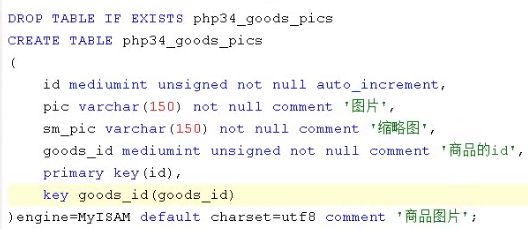 DROP TABLE IF EXISTS php34_goods_pics
CREATE TABLE php34_goods_pics
(
id mediumint unsigned not null auto_increment,
pic varchar(150) not null comment '图片',
sm_pic varchar(150) not null comment '缩略图',
goods_id mediumint unsigned not null comment '商品的id',
primary key(id),
key goods_id(goods_id)
)engine=MyISAM default charset=utf8 comment '商品图片';